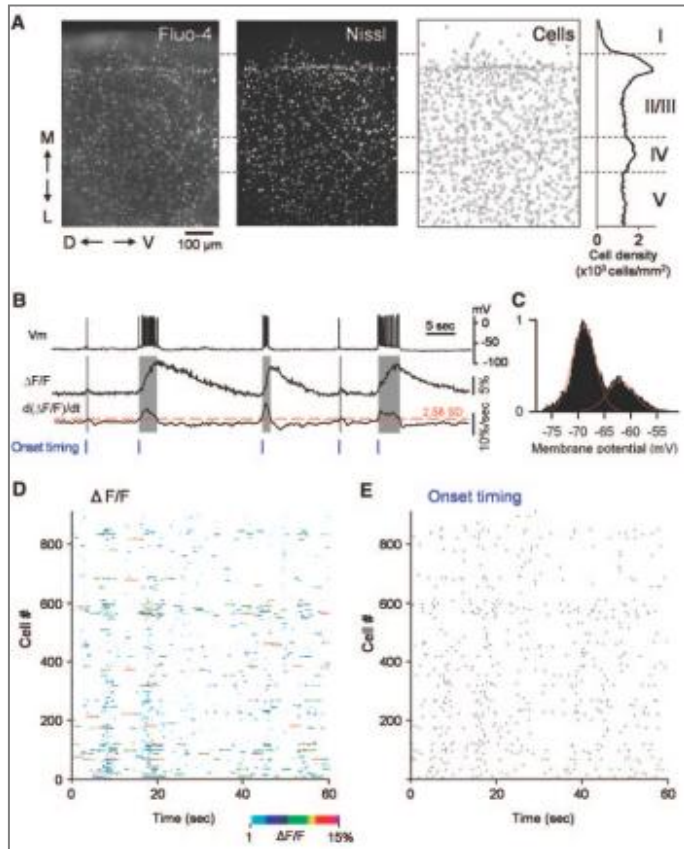 A
Fluo-4
Nissl
Cells
I
II/III
IV
V
M
L
D
V
100 μm
0
2
Cell density
(x10³ cells/mm²)
B
Vm
mV
0
-50
-100
5 sec
ΔF/F
5%
d(ΔF/F)/dt
2.58 SD
10%/sec
Onset timing
C
1
0
-75 -70 -65 -60 -55
Membrane potential (mV)
D
Δ F/F
800
600
400
200
0
Cell #
0 20 40 60
Time (sec)
1 ΔF/F 15%
E
Onset timing
800
600
400
200
0
Cell #
0 20 40 60
Time (sec)